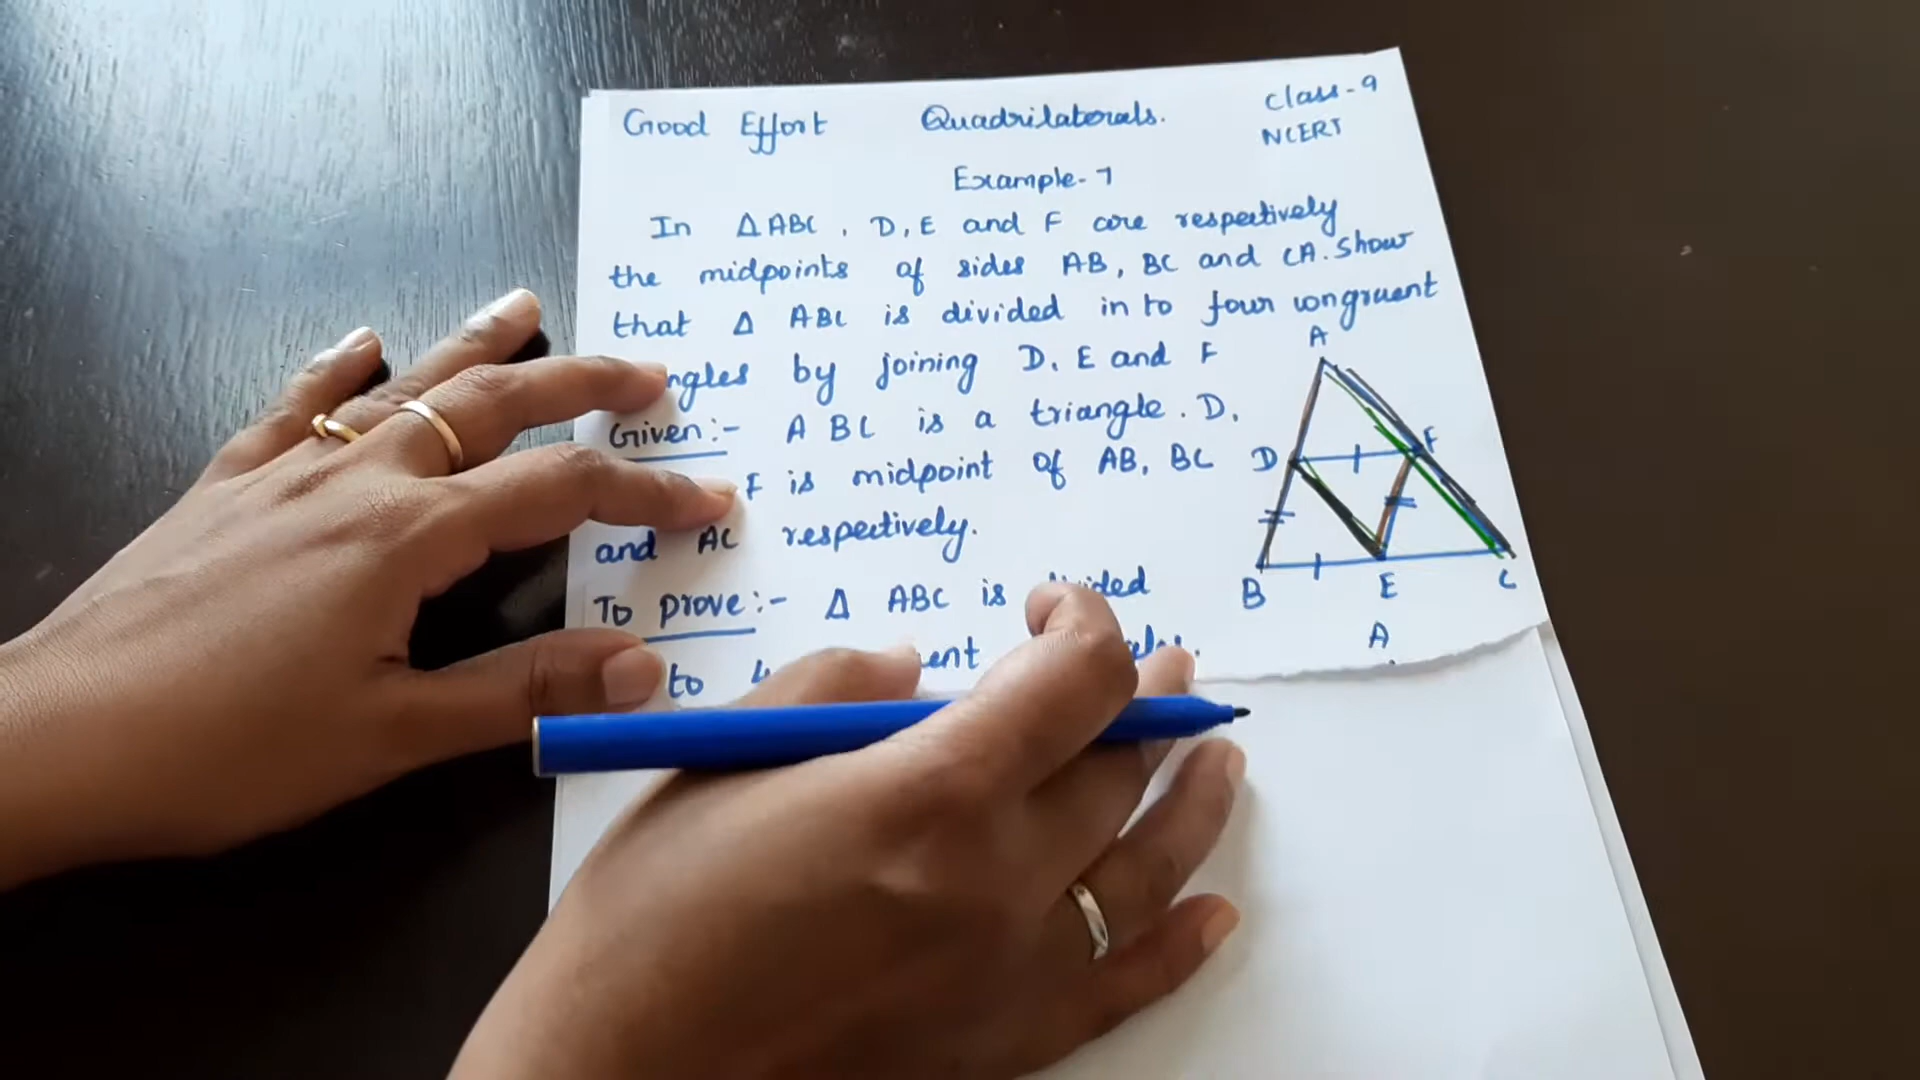 Good Effort Quadrilaterals. Class-9
NCERT
Example-7
In ΔABC, D, E and F are respectively
the midpoints of sides AB, BC and CA. Show
that Δ ABC is divided in to four congruent
by joining D, E and F
Given:- ABC is a triangle. D,
F is midpoint of AB, BC
and AC respectively.
To prove:- Δ ABC is
to 4
A
D
F
B
E
C
A